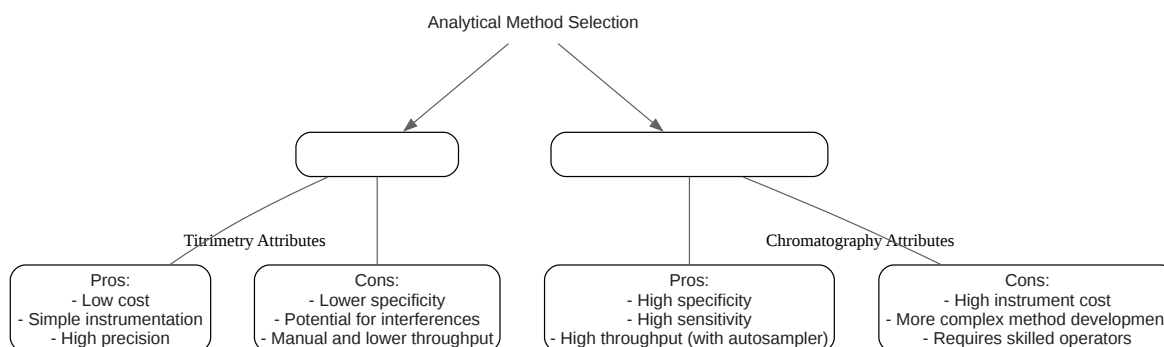 Analytical Method Selection
Titrimetry Attributes
Chromatography Attributes
Pros:
- Low cost
- Simple instrumentation
- High precision
Cons:
- Lower specificity
- Potential for interferences
- Manual and lower throughput
Pros:
- High specificity
- High sensitivity
- High throughput (with autosampler)
Cons:
- High instrument cost
- More complex method development
- Requires skilled operators